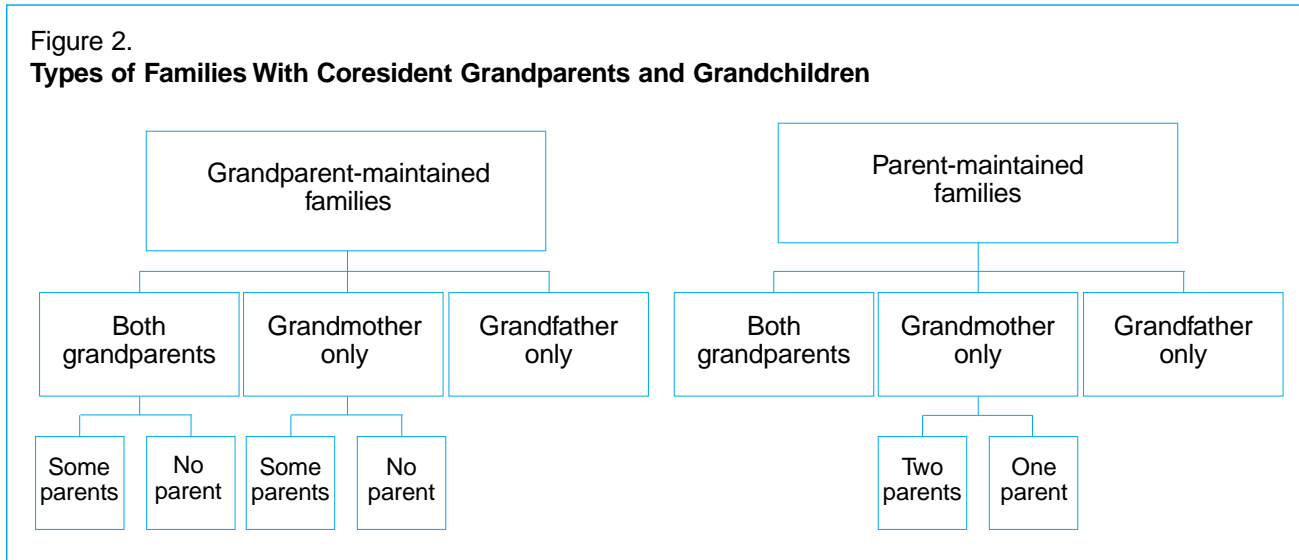 Figure 2.
Types of Families With Coresident Grandparents and Grandchildren
Grandparent-maintained
families
Parent-maintained
families
Both
grandparents
Grandmother
only
Grandfather
only
Both
grandparents
Grandmother
only
Grandfather
only
Some
parents
No
parent
Some
parents
No
parent
Two
parents
One
parent